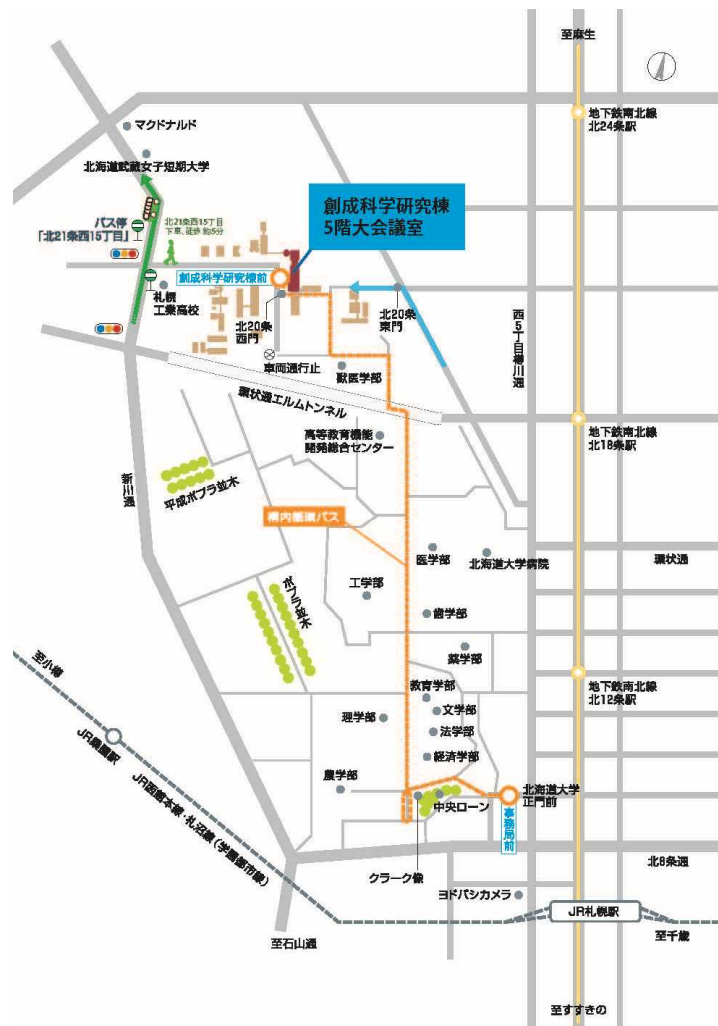 至麻生
地下鉄南北線
北24条駅
マクドナルド
北海道武蔵女子短期大学
バス停
「北21条西15丁目」
北21条西15丁目
下車、徒歩 約5分
創成科学研究棟
5階大会議室
創成科学研究棟前
札幌
工業高校
北20条
西門
北20条
東門
西5丁目樽川通
車両通行止
獣医学部
環状通エルムトンネル
高等教育機能
開発総合センター
地下鉄南北線
北18条駅
新川通
平成ポプラ並木
構内循環バス
医学部
北海道大学病院
環状通
工学部
ポプラ並木
歯学部
薬学部
至小樽
教育学部
地下鉄南北線
北12条駅
文学部
理学部
法学部
JR桑園駅
経済学部
JR函館本線・札沼線(学園都市線)
農学部
中央ローン
北海道大学
正門前
事務局前
北8条通
クラーク像
ヨドバシカメラ
JR札幌駅
至石山通
至千歳
至すすきの